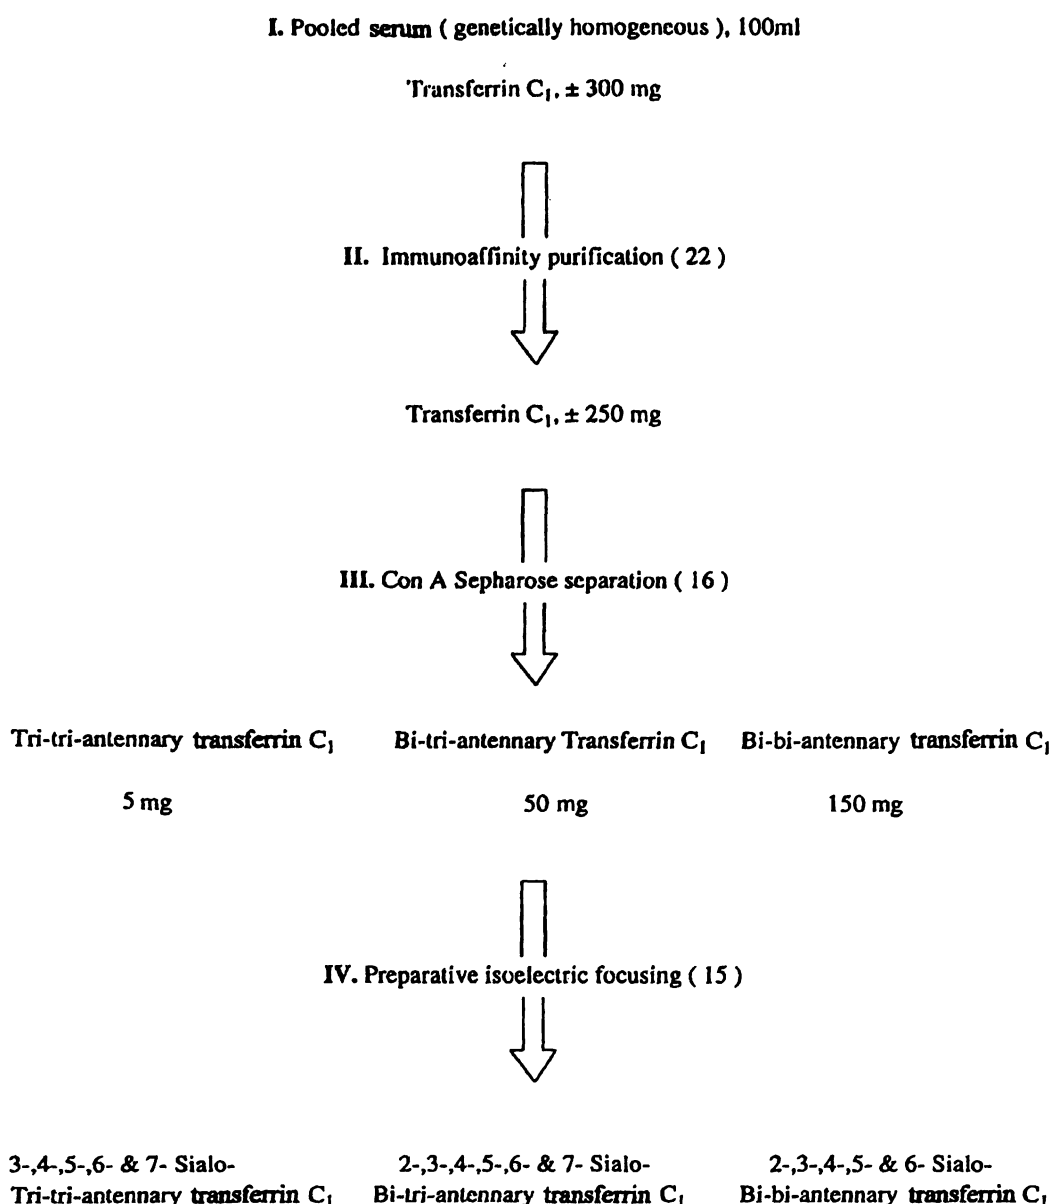 I. Pooled serum ( genetically homogeneous ), 100ml
Transferrin C₁, ± 300 mg
II. Immunoaffinity purification ( 22 )
Transferrin C₁, ± 250 mg
III. Con A Sepharose separation ( 16 )
Tri-tri-antennary transferrin C₁ Bi-tri-antennary Transferrin C₁ Bi-bi-antennary transferrin C₁
5 mg 50 mg 150 mg
IV. Preparative isoelectric focusing ( 15 )
3-,4-,5-,6- & 7- Sialo- 2-,3-,4-,5-,6- & 7- Sialo- 2-,3-,4-,5- & 6- Sialo-
Tri-tri-antennary transferrin C₁ Bi-tri-antennary transferrin C₁ Bi-bi-antennary transferrin C₁